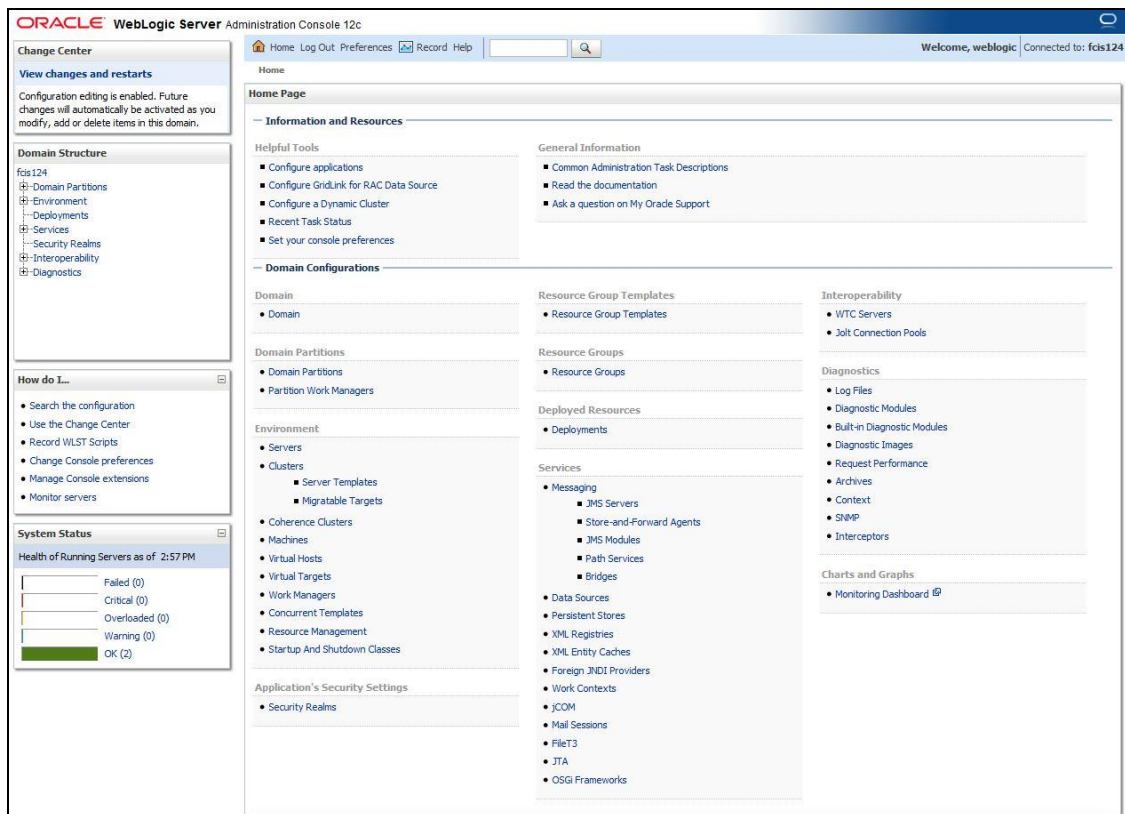 ORACLE WebLogic Server Administration Console 12c
Change Center
View changes and restarts
Configuration editing is enabled. Future
changes will automatically be activated as you
modify, add or delete items in this domain.
Domain Structure
fcis124
Domain Partitions
Environment
Deployments
Services
Security Realms
Interoperability
Diagnostics
How do I...
Search the configuration
Use the Change Center
Record WLST Scripts
Change Console preferences
Manage Console extensions
Monitor servers
System Status
Health of Running Servers as of 2:57 PM
Failed (0)
Critical (0)
Overloaded (0)
Warning (0)
OK (2)
Home Log Out Preferences Record Help
Welcome, weblogic Connected to: fcis124
Home
Home Page
Information and Resources
Helpful Tools
Configure applications
Configure GridLink for RAC Data Source
Configure a Dynamic Cluster
Recent Task Status
Set your console preferences
General Information
Common Administration Task Descriptions
Read the documentation
Ask a question on My Oracle Support
Domain Configurations
Domain
Domain
Domain Partitions
Domain Partitions
Partition Work Managers
Environment
Servers
Clusters
Server Templates
Migratable Targets
Coherence Clusters
Machines
Virtual Hosts
Virtual Targets
Work Managers
Concurrent Templates
Resource Management
Startup And Shutdown Classes
Application's Security Settings
Security Realms
Resource Group Templates
Resource Group Templates
Resource Groups
Resource Groups
Deployed Resources
Deployments
Services
Messaging
JMS Servers
Store-and-Forward Agents
JMS Modules
Path Services
Bridges
Data Sources
Persistent Stores
XML Registries
XML Entity Caches
Foreign JNDI Providers
Work Contexts
jCOM
Mail Sessions
FileT3
JTA
OSGi Frameworks
Interoperability
WTC Servers
Jolt Connection Pools
Diagnostics
Log Files
Diagnostic Modules
Built-in Diagnostic Modules
Diagnostic Images
Request Performance
Archives
Context
SNMP
Interceptors
Charts and Graphs
Monitoring Dashboard